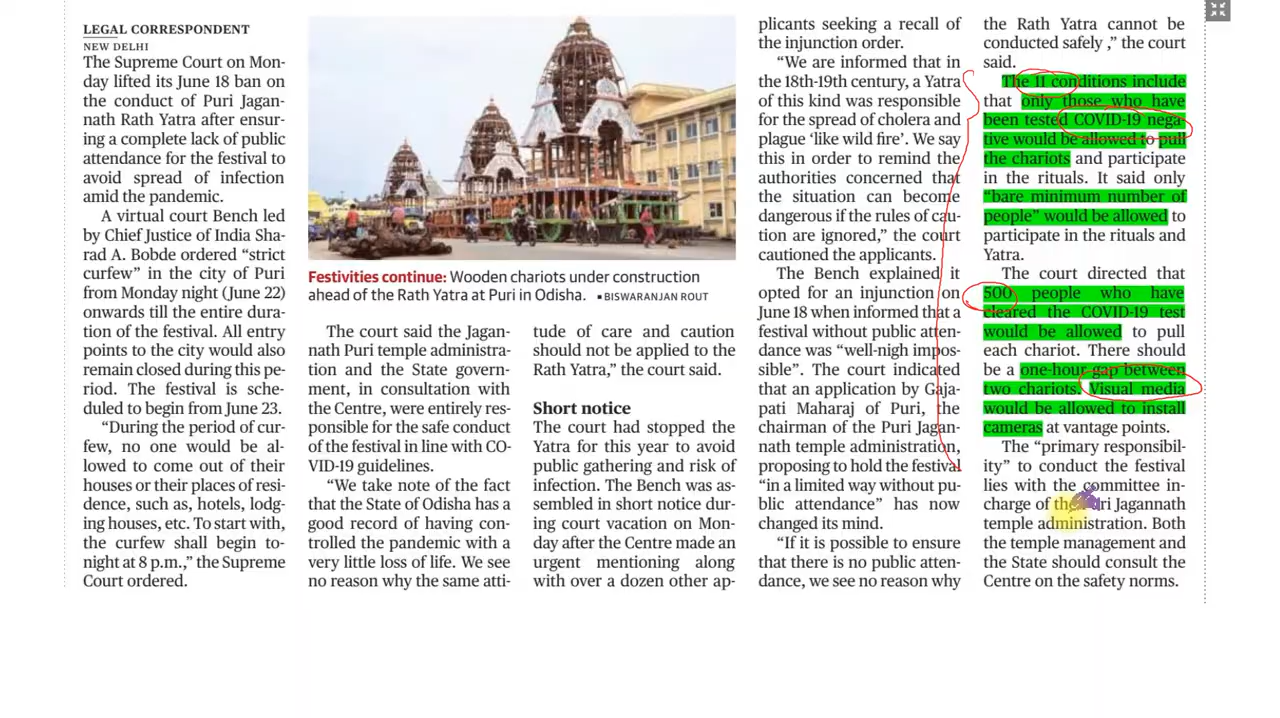 LEGAL CORRESPONDENT
NEW DELHI
The Supreme Court on Mon-
day lifted its June 18 ban on
the conduct of Puri Jagan-
nath Rath Yatra after ensur-
ing a complete lack of public
attendance for the festival to
avoid spread of infection
amid the pandemic.
A virtual court Bench led
by Chief Justice of India Sha-
rad A. Bobde ordered “strict
curfew” in the city of Puri
from Monday night (June 22)
onwards till the entire dura-
tion of the festival. All entry
points to the city would also
remain closed during this pe-
riod. The festival is sche-
duled to begin from June 23.
“During the period of cur-
few, no one would be al-
lowed to come out of their
houses or their places of resi-
dence, such as, hotels, lodg-
ing houses, etc. To start with,
the curfew shall begin to-
night at 8 p.m.,” the Supreme
Court ordered.
Festivities continue: Wooden chariots under construction
ahead of the Rath Yatra at Puri in Odisha. ▪ BISWARANJAN ROUT
The court said the Jagan-
nath Puri temple administra-
tion and the State govern-
ment, in consultation with
the Centre, were entirely res-
ponsible for the safe conduct
of the festival in line with CO-
VID-19 guidelines.
“We take note of the fact
that the State of Odisha has a
good record of having con-
trolled the pandemic with a
very little loss of life. We see
no reason why the same atti-
tude of care and caution
should not be applied to the
Rath Yatra,” the court said.
Short notice
The court had stopped the
Yatra for this year to avoid
public gathering and risk of
infection. The Bench was as-
sembled in short notice dur-
ing court vacation on Mon-
day after the Centre made an
urgent mentioning along
with over a dozen other ap-
plicants seeking a recall of
the injunction order.
“We are informed that in
the 18th-19th century, a Yatra
of this kind was responsible
for the spread of cholera and
plague ‘like wild fire’. We say
this in order to remind the
authorities concerned that
the situation can become
dangerous if the rules of cau-
tion are ignored,” the court
cautioned the applicants.
The Bench explained it
opted for an injunction on
June 18 when informed that a
festival without public atten-
dance was “well-nigh impos-
sible”. The court indicated
that an application by Gaja-
pati Maharaj of Puri, the
chairman of the Puri Jagan-
nath temple administration,
proposing to hold the festival
“in a limited way without pu-
blic attendance” has now
changed its mind.
“If it is possible to ensure
that there is no public atten-
dance, we see no reason why
the Rath Yatra cannot be
conducted safely ,” the court
said.
The 11 conditions include
that only those who have
been tested COVID-19 nega-
tive would be allowed to pull
the chariots and participate
in the rituals. It said only
“bare minimum number of
people” would be allowed to
participate in the rituals and
Yatra.
The court directed that
500 people who have
cleared the COVID-19 test
would be allowed to pull
each chariot. There should
be a one-hour gap between
two chariots. Visual media
would be allowed to install
cameras at vantage points.
The “primary responsibil-
ity” to conduct the festival
lies with the committee in-
charge of the Puri Jagannath
temple administration. Both
the temple management and
the State should consult the
Centre on the safety norms.